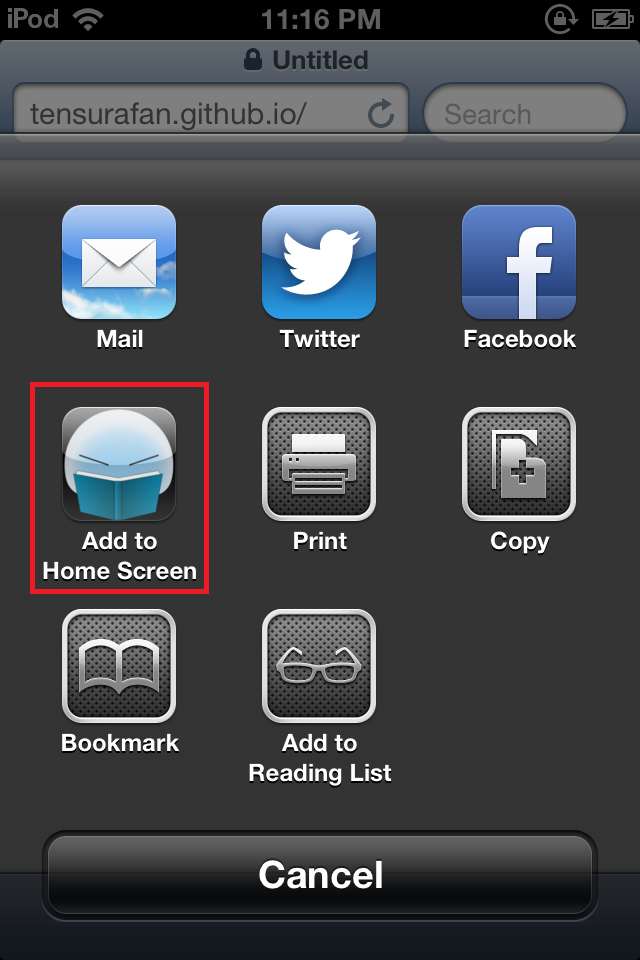 iPod 11:16 PM
Untitled
tensurafan.github.io/ Search
Mail Twitter Facebook
Add to Print Copy
Home Screen
Bookmark Add to
Reading List
Cancel